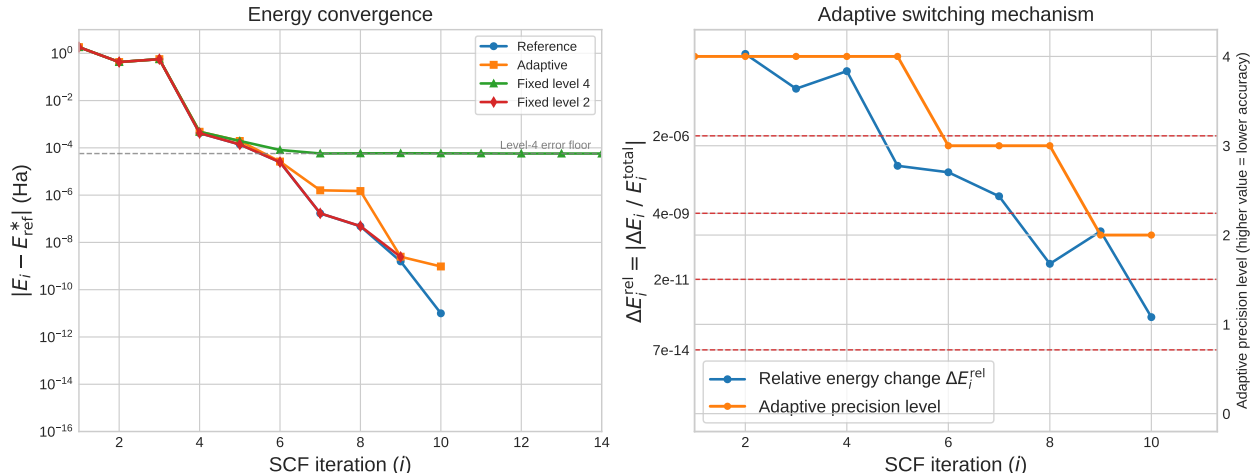 Energy convergence
|E_i − E*_ref| (Ha)
10⁰
10⁻²
10⁻⁴
10⁻⁶
10⁻⁸
10⁻¹⁰
10⁻¹²
10⁻¹⁴
10⁻¹⁶
Reference
Adaptive
Fixed level 4
Fixed level 2
Level-4 error floor
2 4 6 8 10 12 14
SCF iteration (i)
Adaptive switching mechanism
ΔE_i^rel = |ΔE_i / E_i^total|
2e-06
4e-09
2e-11
7e-14
Relative energy change ΔE_i^rel
Adaptive precision level
2 4 6 8 10
SCF iteration (i)
4
3
2
1
0
Adaptive precision level (higher value = lower accuracy)